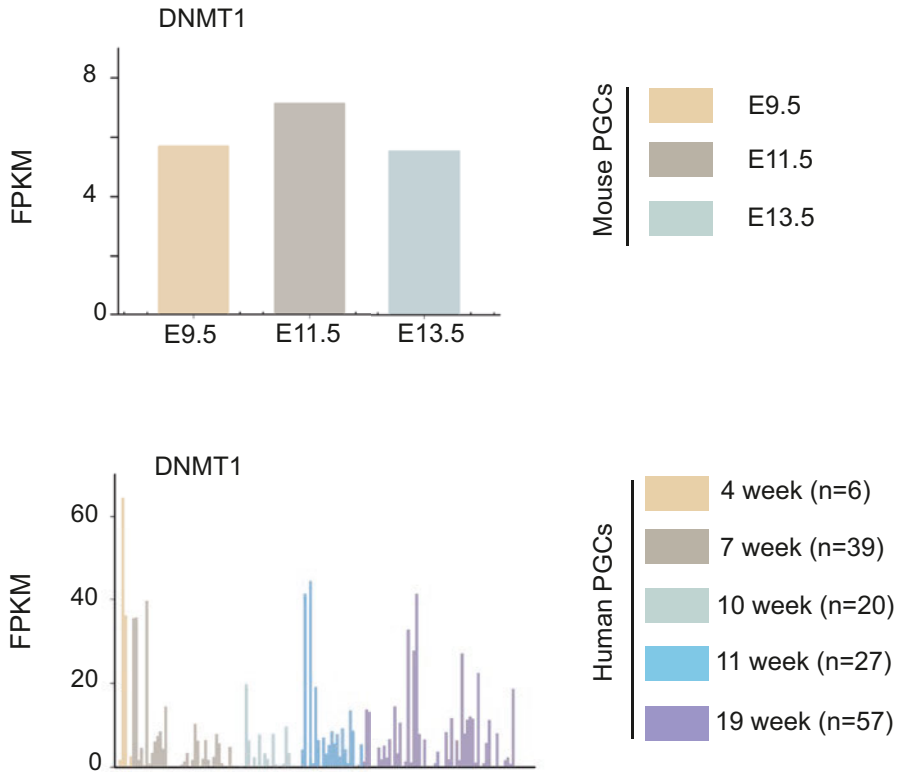 DNMT1
FPKM
8
4
0
E9.5
E11.5
E13.5
Mouse PGCs
E9.5
E11.5
E13.5
DNMT1
FPKM
60
40
20
0
Human PGCs
4 week (n=6)
7 week (n=39)
10 week (n=20)
11 week (n=27)
19 week (n=57)